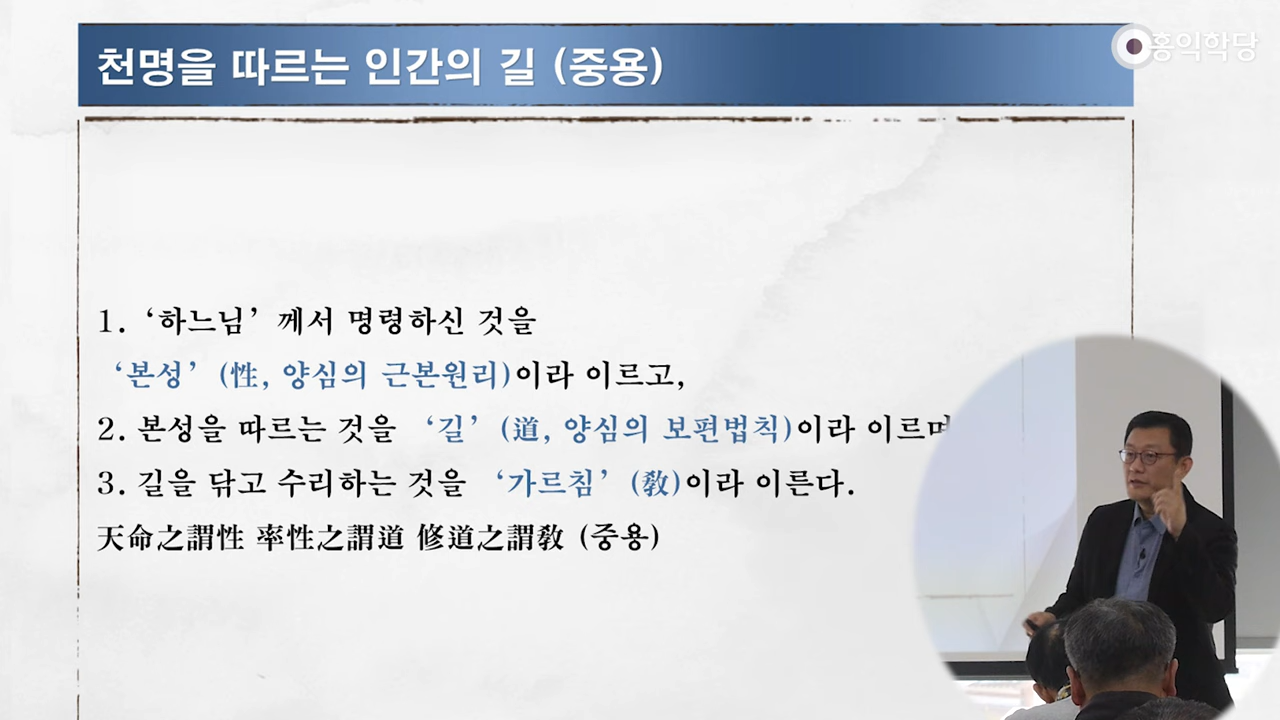 천명을 따르는 인간의 길 (중용)
홍익학당
1. ‘하느님’ 께서 명령하신 것을
‘본성’ (性, 양심의 근본원리)이라 이르고,
2. 본성을 따르는 것을 ‘길’ (道, 양심의 보편법칙)이라 이르며
3. 길을 닦고 수리하는 것을 ‘가르침’ (敎)이라 이른다.
天命之謂性 率性之謂道 修道之謂敎 (중용)